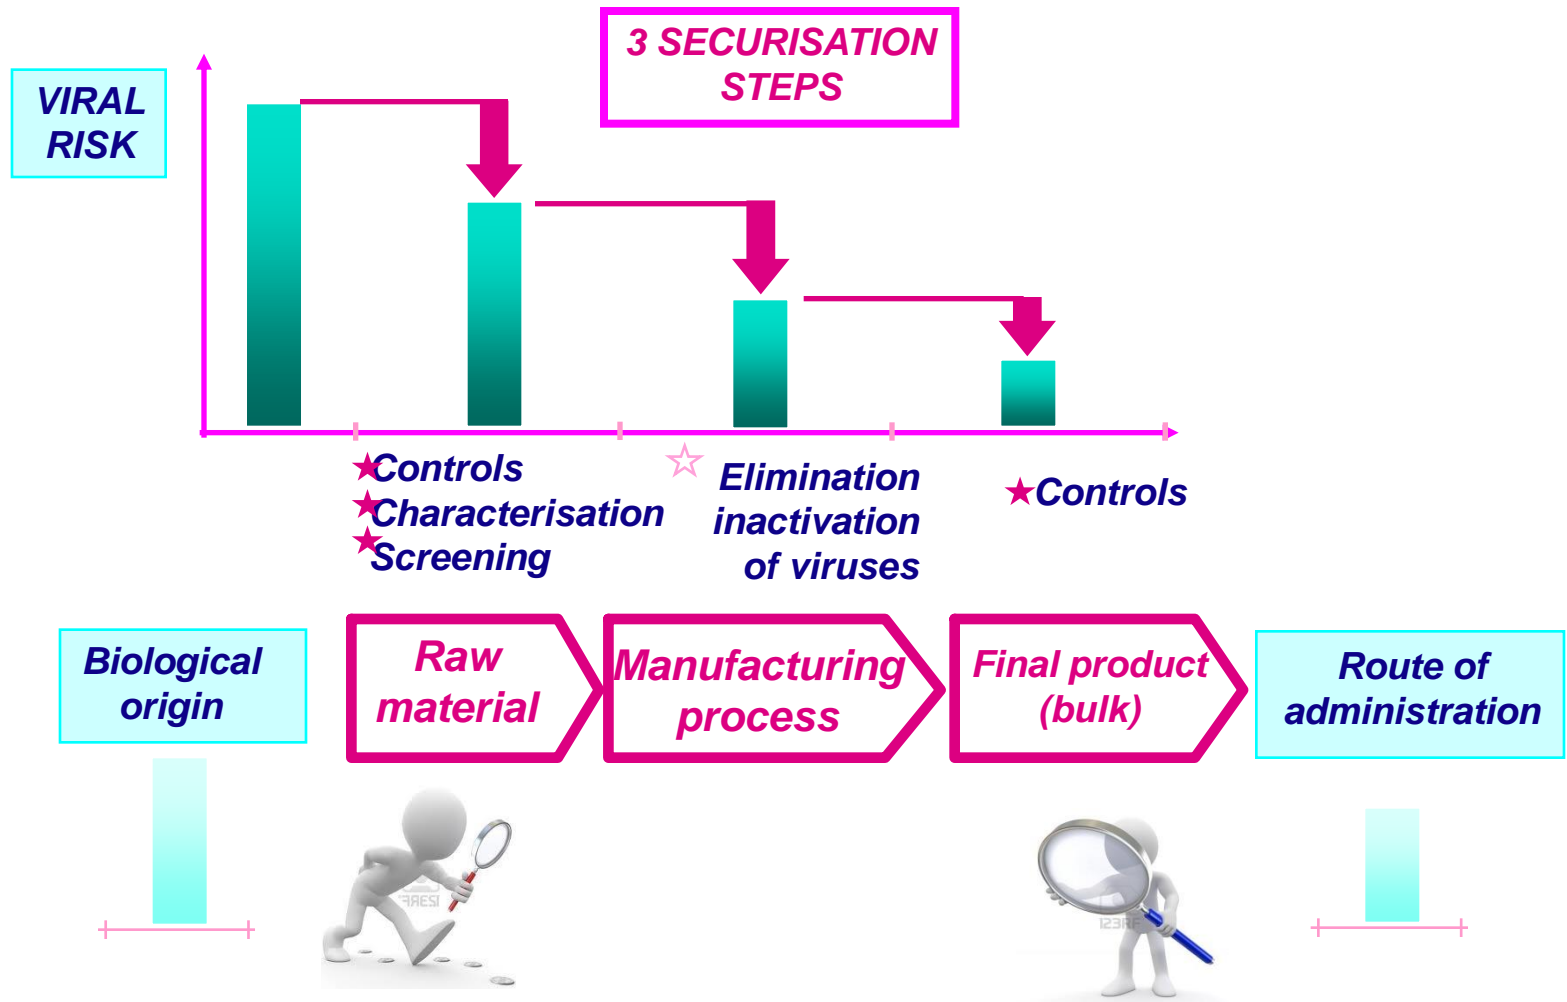 3 SECURISATION
STEPS
VIRAL
RISK
Controls
Characterisation
Screening
Elimination
inactivation
of viruses
Controls
Biological
origin
Raw
material
Manufacturing
process
Final product
(bulk)
Route of
administration